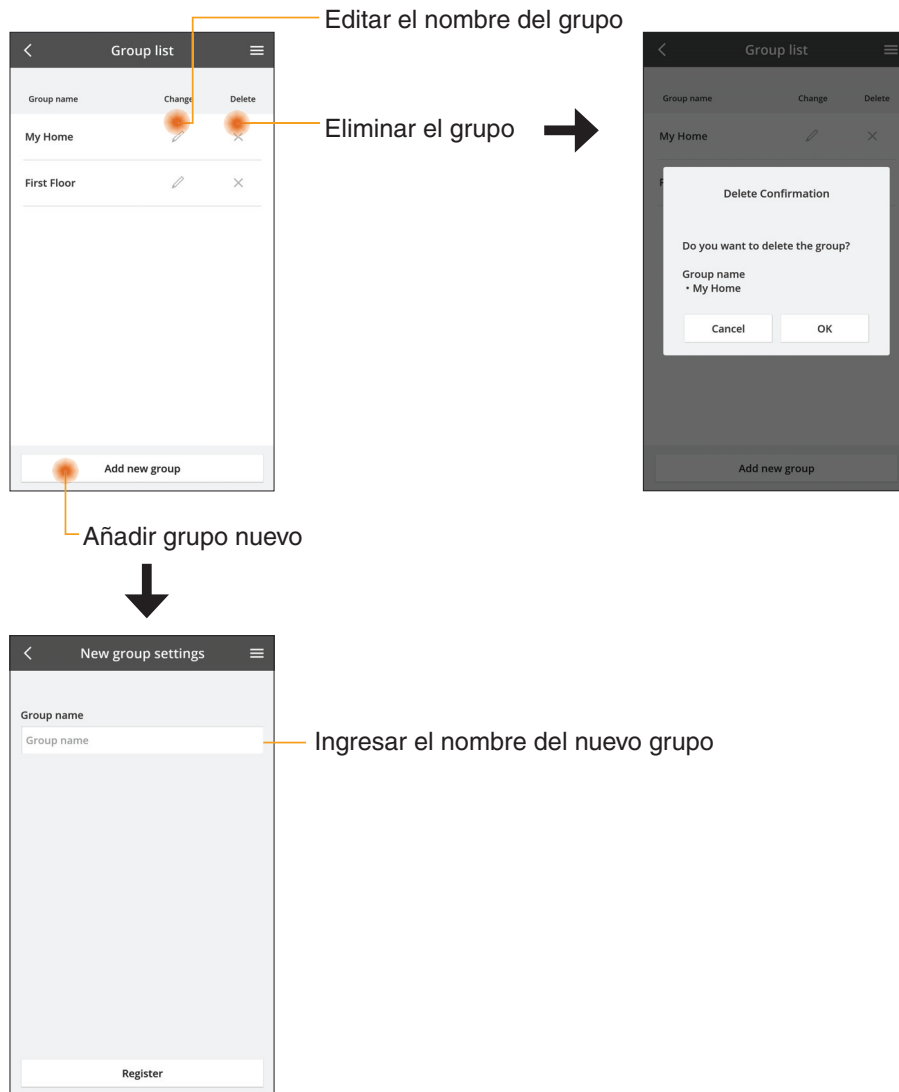 Editar el nombre del grupo
Group list
Group name Change Delete
My Home
First Floor
Add new group
Eliminar el grupo
Group list
Group name Change Delete
My Home
F
Delete Confirmation
Do you want to delete the group?
Group name
• My Home
Cancel OK
Add new group
Añadir grupo nuevo
New group settings
Group name
Group name
Register
Ingresar el nombre del nuevo grupo